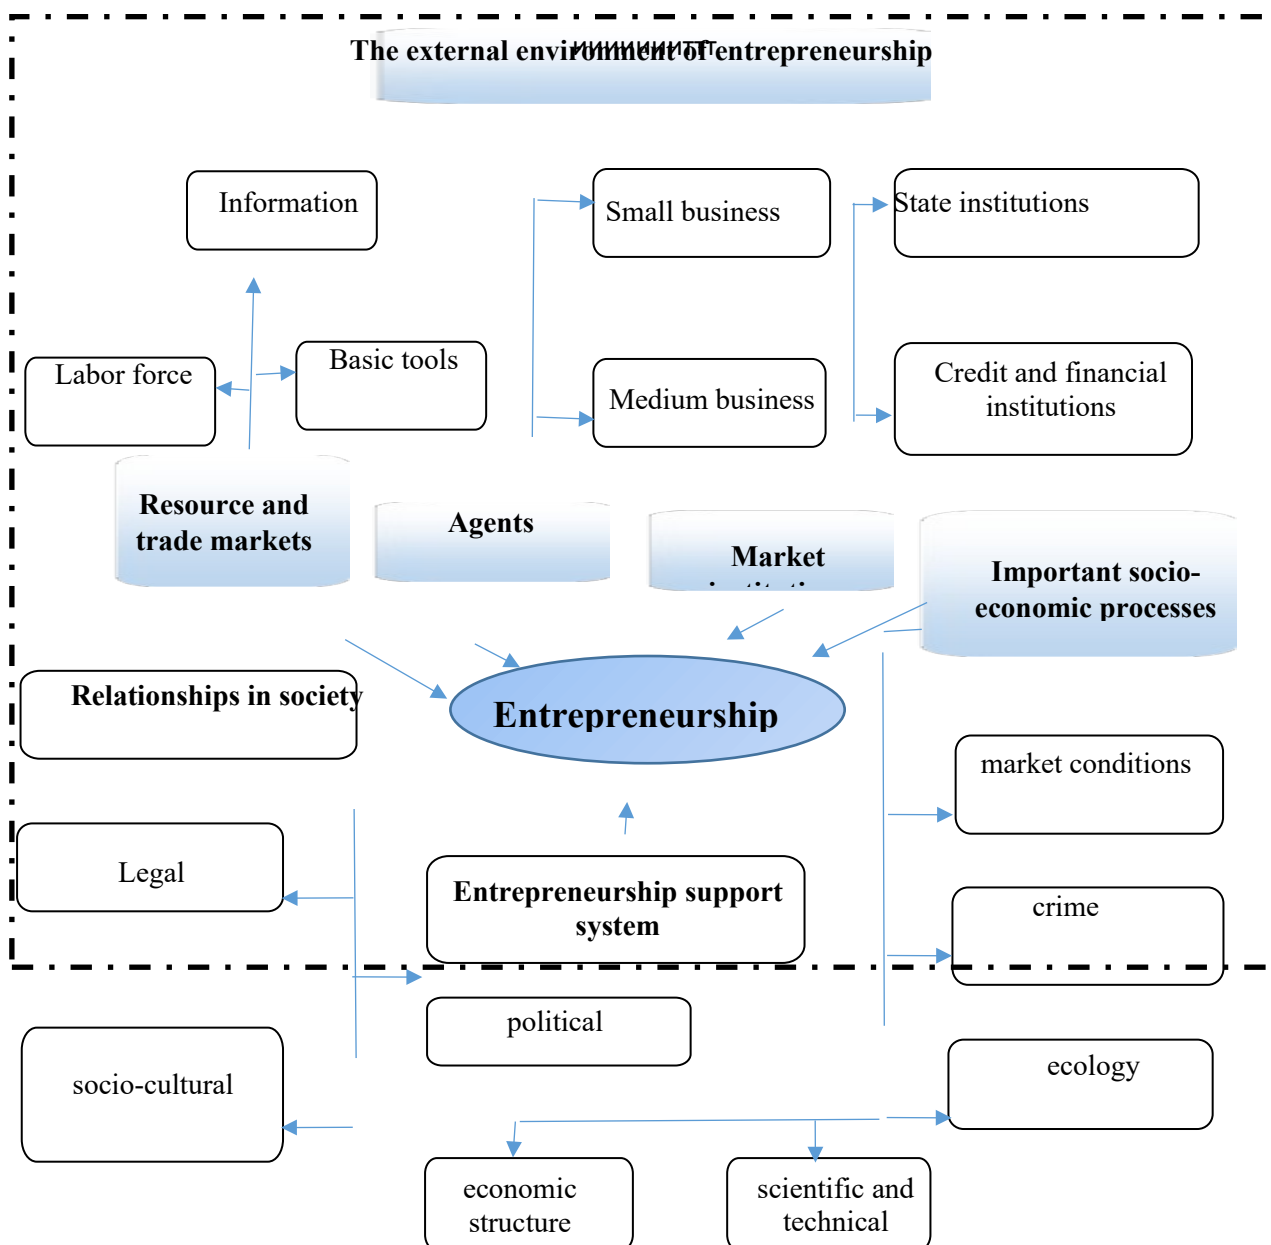 The external environment of entrepreneurship
Information
Small business
State institutions
Labor force
Basic tools
Medium business
Credit and financial
institutions
Resource and
trade markets
Agents
Market
Important socio-
economic processes
Relationships in society
Entrepreneurship
market conditions
Legal
Entrepreneurship support
system
crime
political
socio-cultural
ecology
economic
structure
scientific and
technical